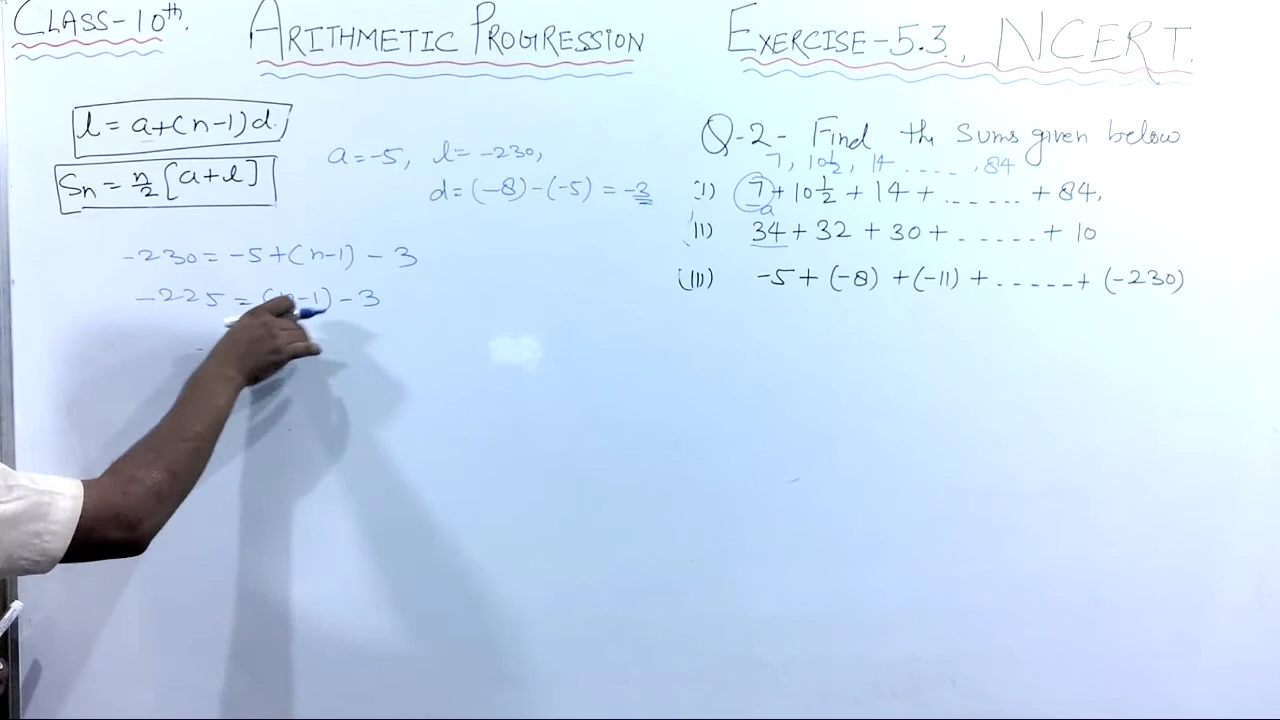 CLASS-10th.
ARITHMETIC PROGRESSION
EXERCISE-5.3, NCERT.
l = a+(n-1)d.
Sn = n/2 [a+l]
a = -5, l = -230,
d = (-8)-(-5) = -3
-230 = -5+(n-1) - 3
-225 = (n-1) - 3
Q-2- Find the Sums given below
7, 10½, 14 ..... , 84
(I) 7 + 10½ + 14 + ...... + 84,
a
(II) 34 + 32 + 30 + ...... + 10
(III) -5 + (-8) + (-11) + ...... + (-230)